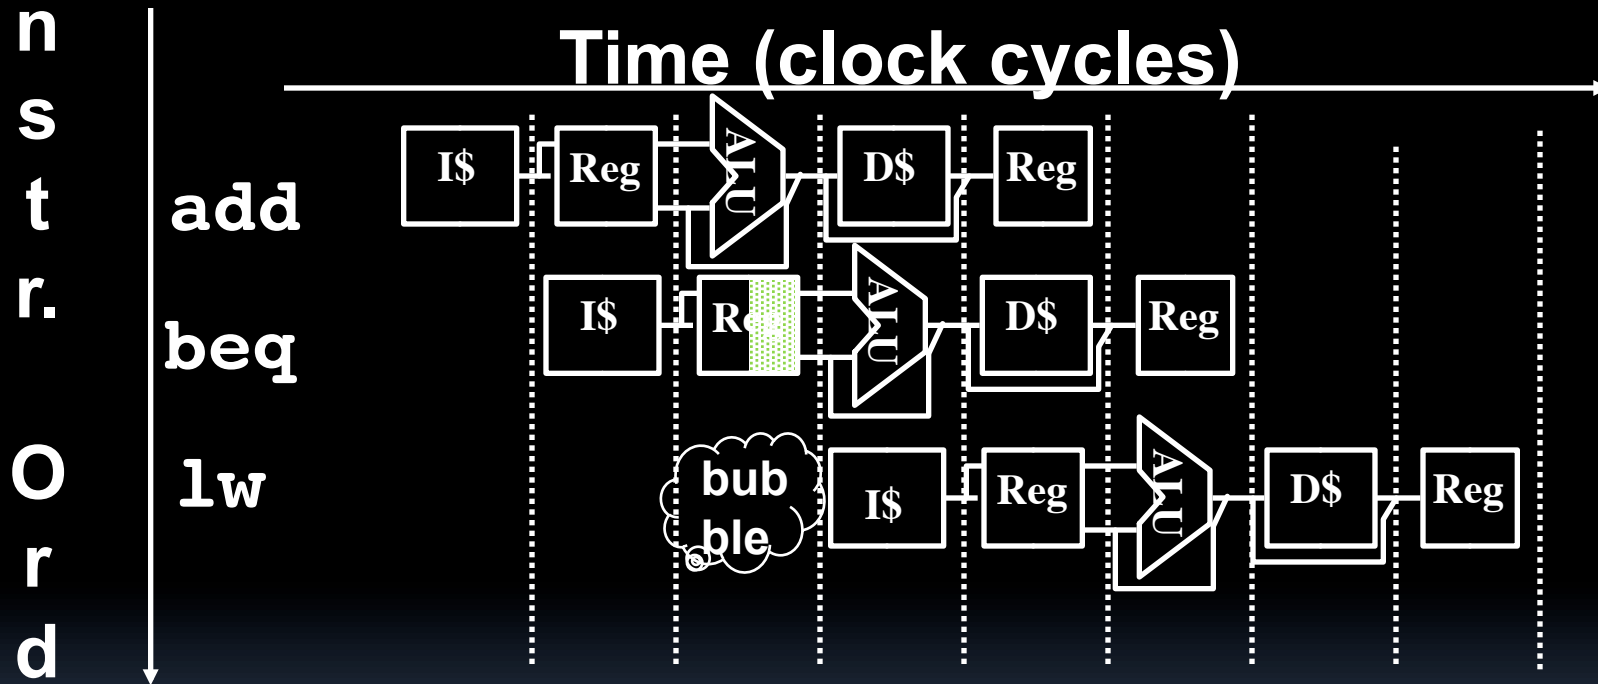 Time (clock cycles)
n
s
t
r.
O
r
d
add
I$ Reg ALU D$ Reg
beq
I$ Reg ALU D$ Reg
lw
bub
ble
I$ Reg ALU D$ Reg